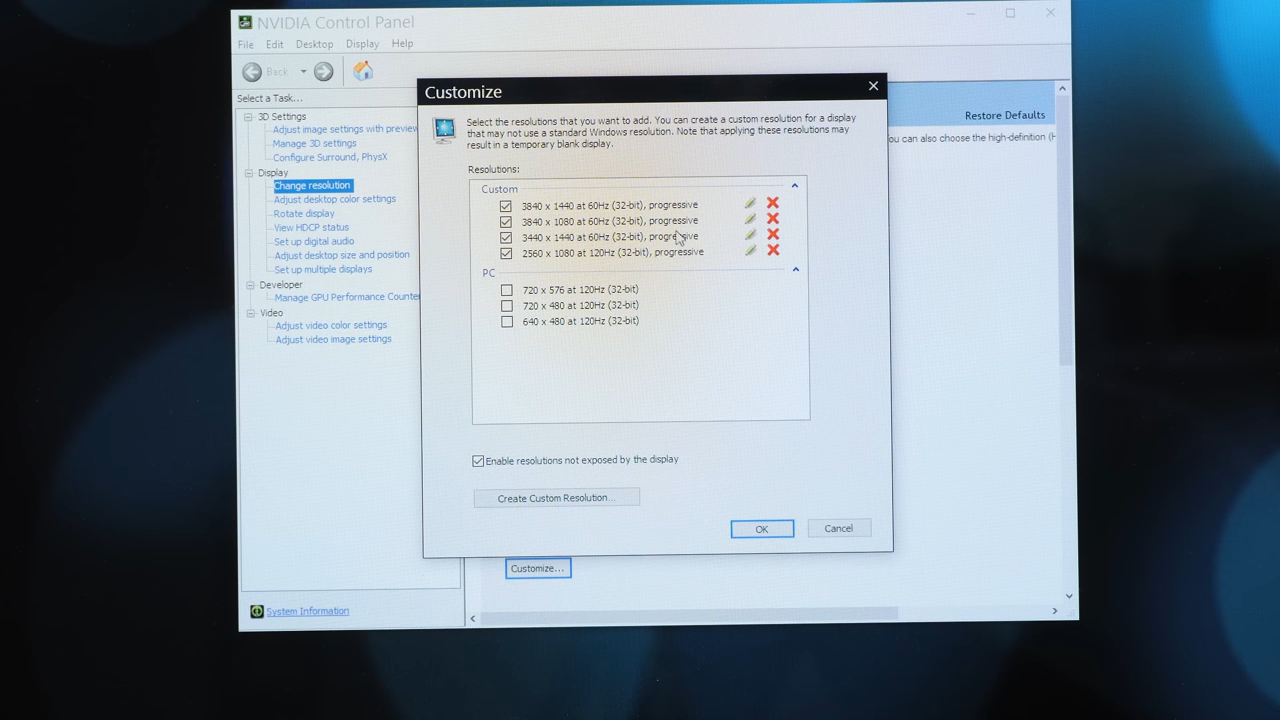 NVIDIA Control Panel
File Edit Desktop Display Help
Back
Select a Task...
3D Settings
Adjust image settings with preview
Manage 3D settings
Configure Surround, PhysX
Display
Change resolution
Adjust desktop color settings
Rotate display
View HDCP status
Set up digital audio
Adjust desktop size and position
Set up multiple displays
Developer
Manage GPU Performance Counte
Video
Adjust video color settings
Adjust video image settings
System Information
Restore Defaults
ou can also choose the high-definition (H
Customize
Select the resolutions that you want to add. You can create a custom resolution for a display
that may not use a standard Windows resolution. Note that applying these resolutions may
result in a temporary blank display.
Resolutions:
Custom
3840 x 1440 at 60Hz (32-bit), progressive
3840 x 1080 at 60Hz (32-bit), progressive
3440 x 1440 at 60Hz (32-bit), progressive
2560 x 1080 at 120Hz (32-bit), progressive
PC
720 x 576 at 120Hz (32-bit)
720 x 480 at 120Hz (32-bit)
640 x 480 at 120Hz (32-bit)
Enable resolutions not exposed by the display
Create Custom Resolution...
OK Cancel
Customize...